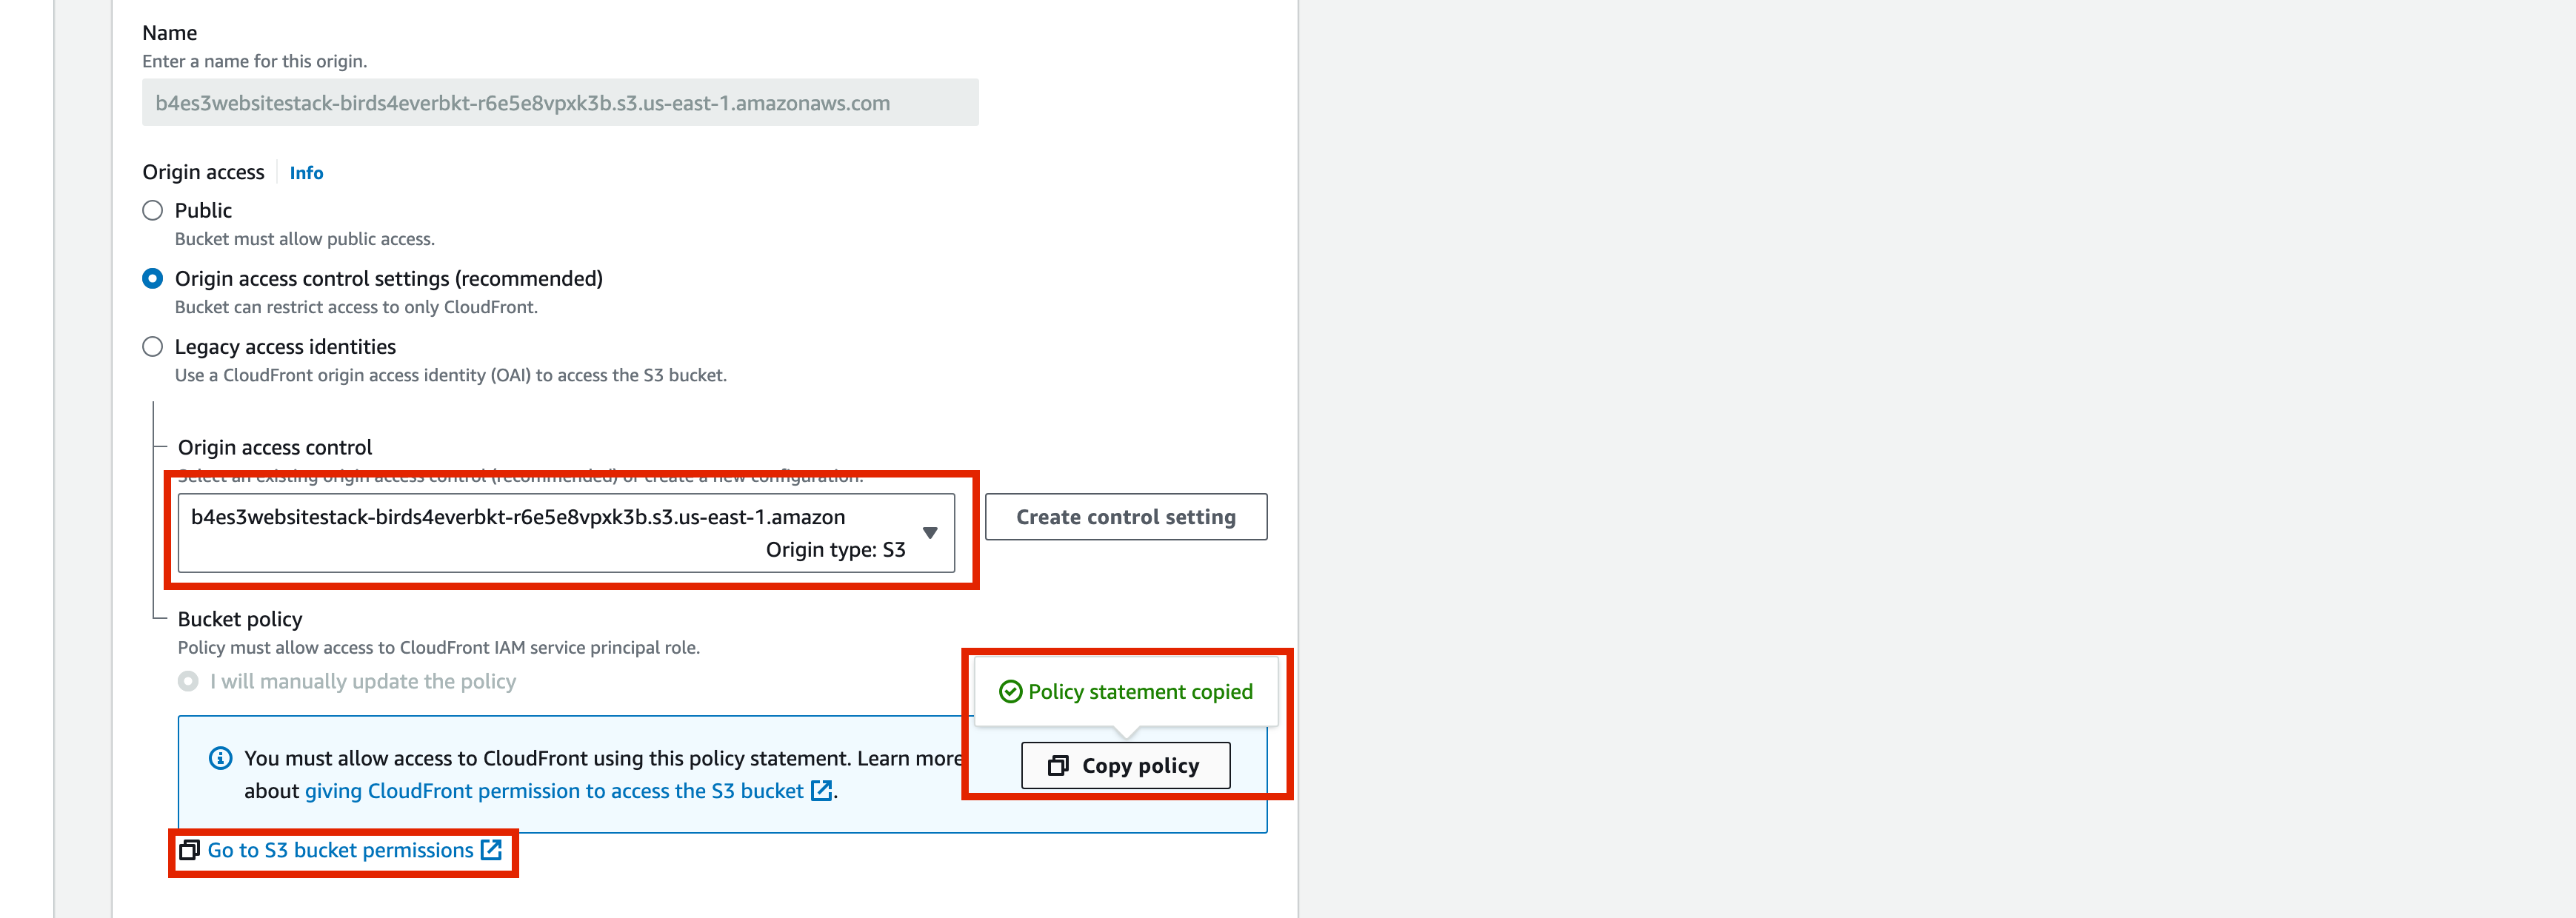 Name
Enter a name for this origin.
b4es3websitestack-birds4everbkt-r6e5e8vpxk3b.s3.us-east-1.amazonaws.com
Origin access Info
Public
Bucket must allow public access.
Origin access control settings (recommended)
Bucket can restrict access to only CloudFront.
Legacy access identities
Use a CloudFront origin access identity (OAI) to access the S3 bucket.
Origin access control
Select an existing origin access control (recommended) or create a new configuration.
b4es3websitestack-birds4everbkt-r6e5e8vpxk3b.s3.us-east-1.amazon
Origin type: S3
Create control setting
Bucket policy
Policy must allow access to CloudFront IAM service principal role.
I will manually update the policy
Policy statement copied
You must allow access to CloudFront using this policy statement. Learn more
about giving CloudFront permission to access the S3 bucket.
Copy policy
Go to S3 bucket permissions